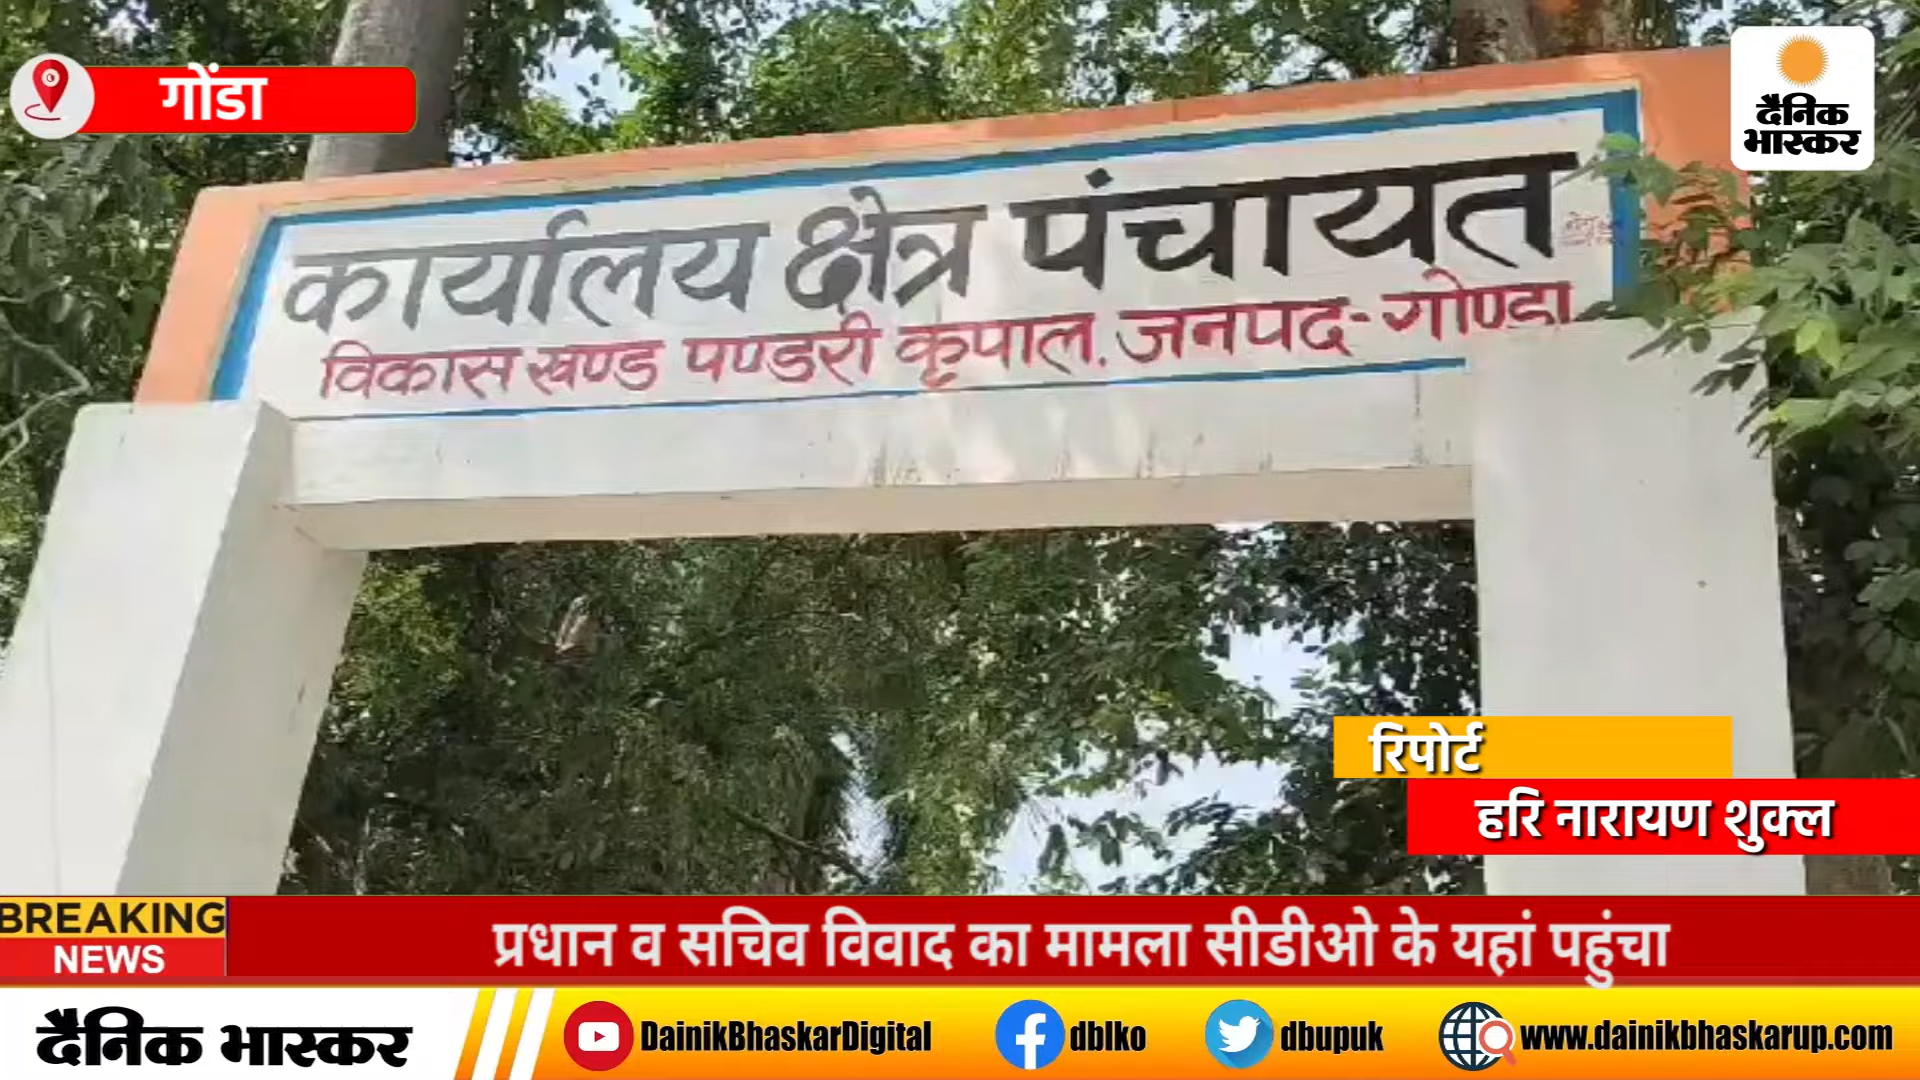 गोंडा
दैनिक
भास्कर
कार्यालय क्षेत्र पंचायत
विकास खण्ड पण्डरी कृपाल, जनपद-गोण्डा
रिपोर्ट
हरि नारायण शुक्ल
BREAKING
NEWS
प्रधान व सचिव विवाद का मामला सीडीओ के यहां पहुंचा
दैनिक भास्कर
DainikBhaskarDigital
dblko
dbupuk
www.dainikbhaskarup.com